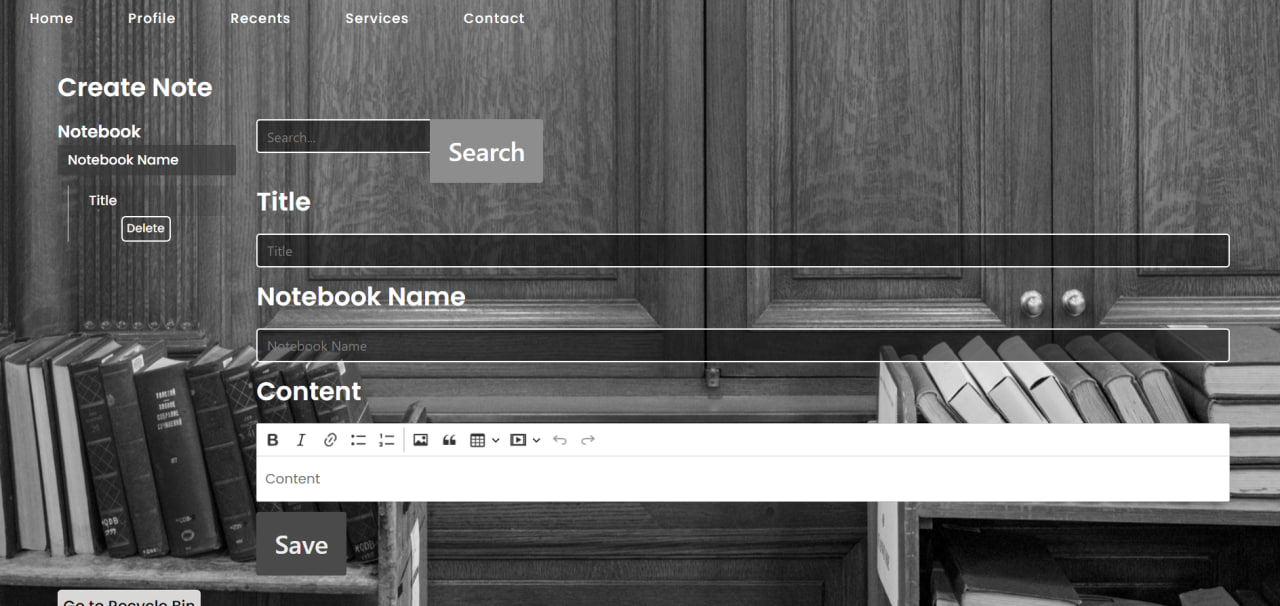 Home Profile Recents Services Contact
Create Note
Notebook
Notebook Name
Title
Delete
Search... Search
Title
Title
Notebook Name
Notebook Name
Content
B I
Content
Save
Go to Recycle Bin